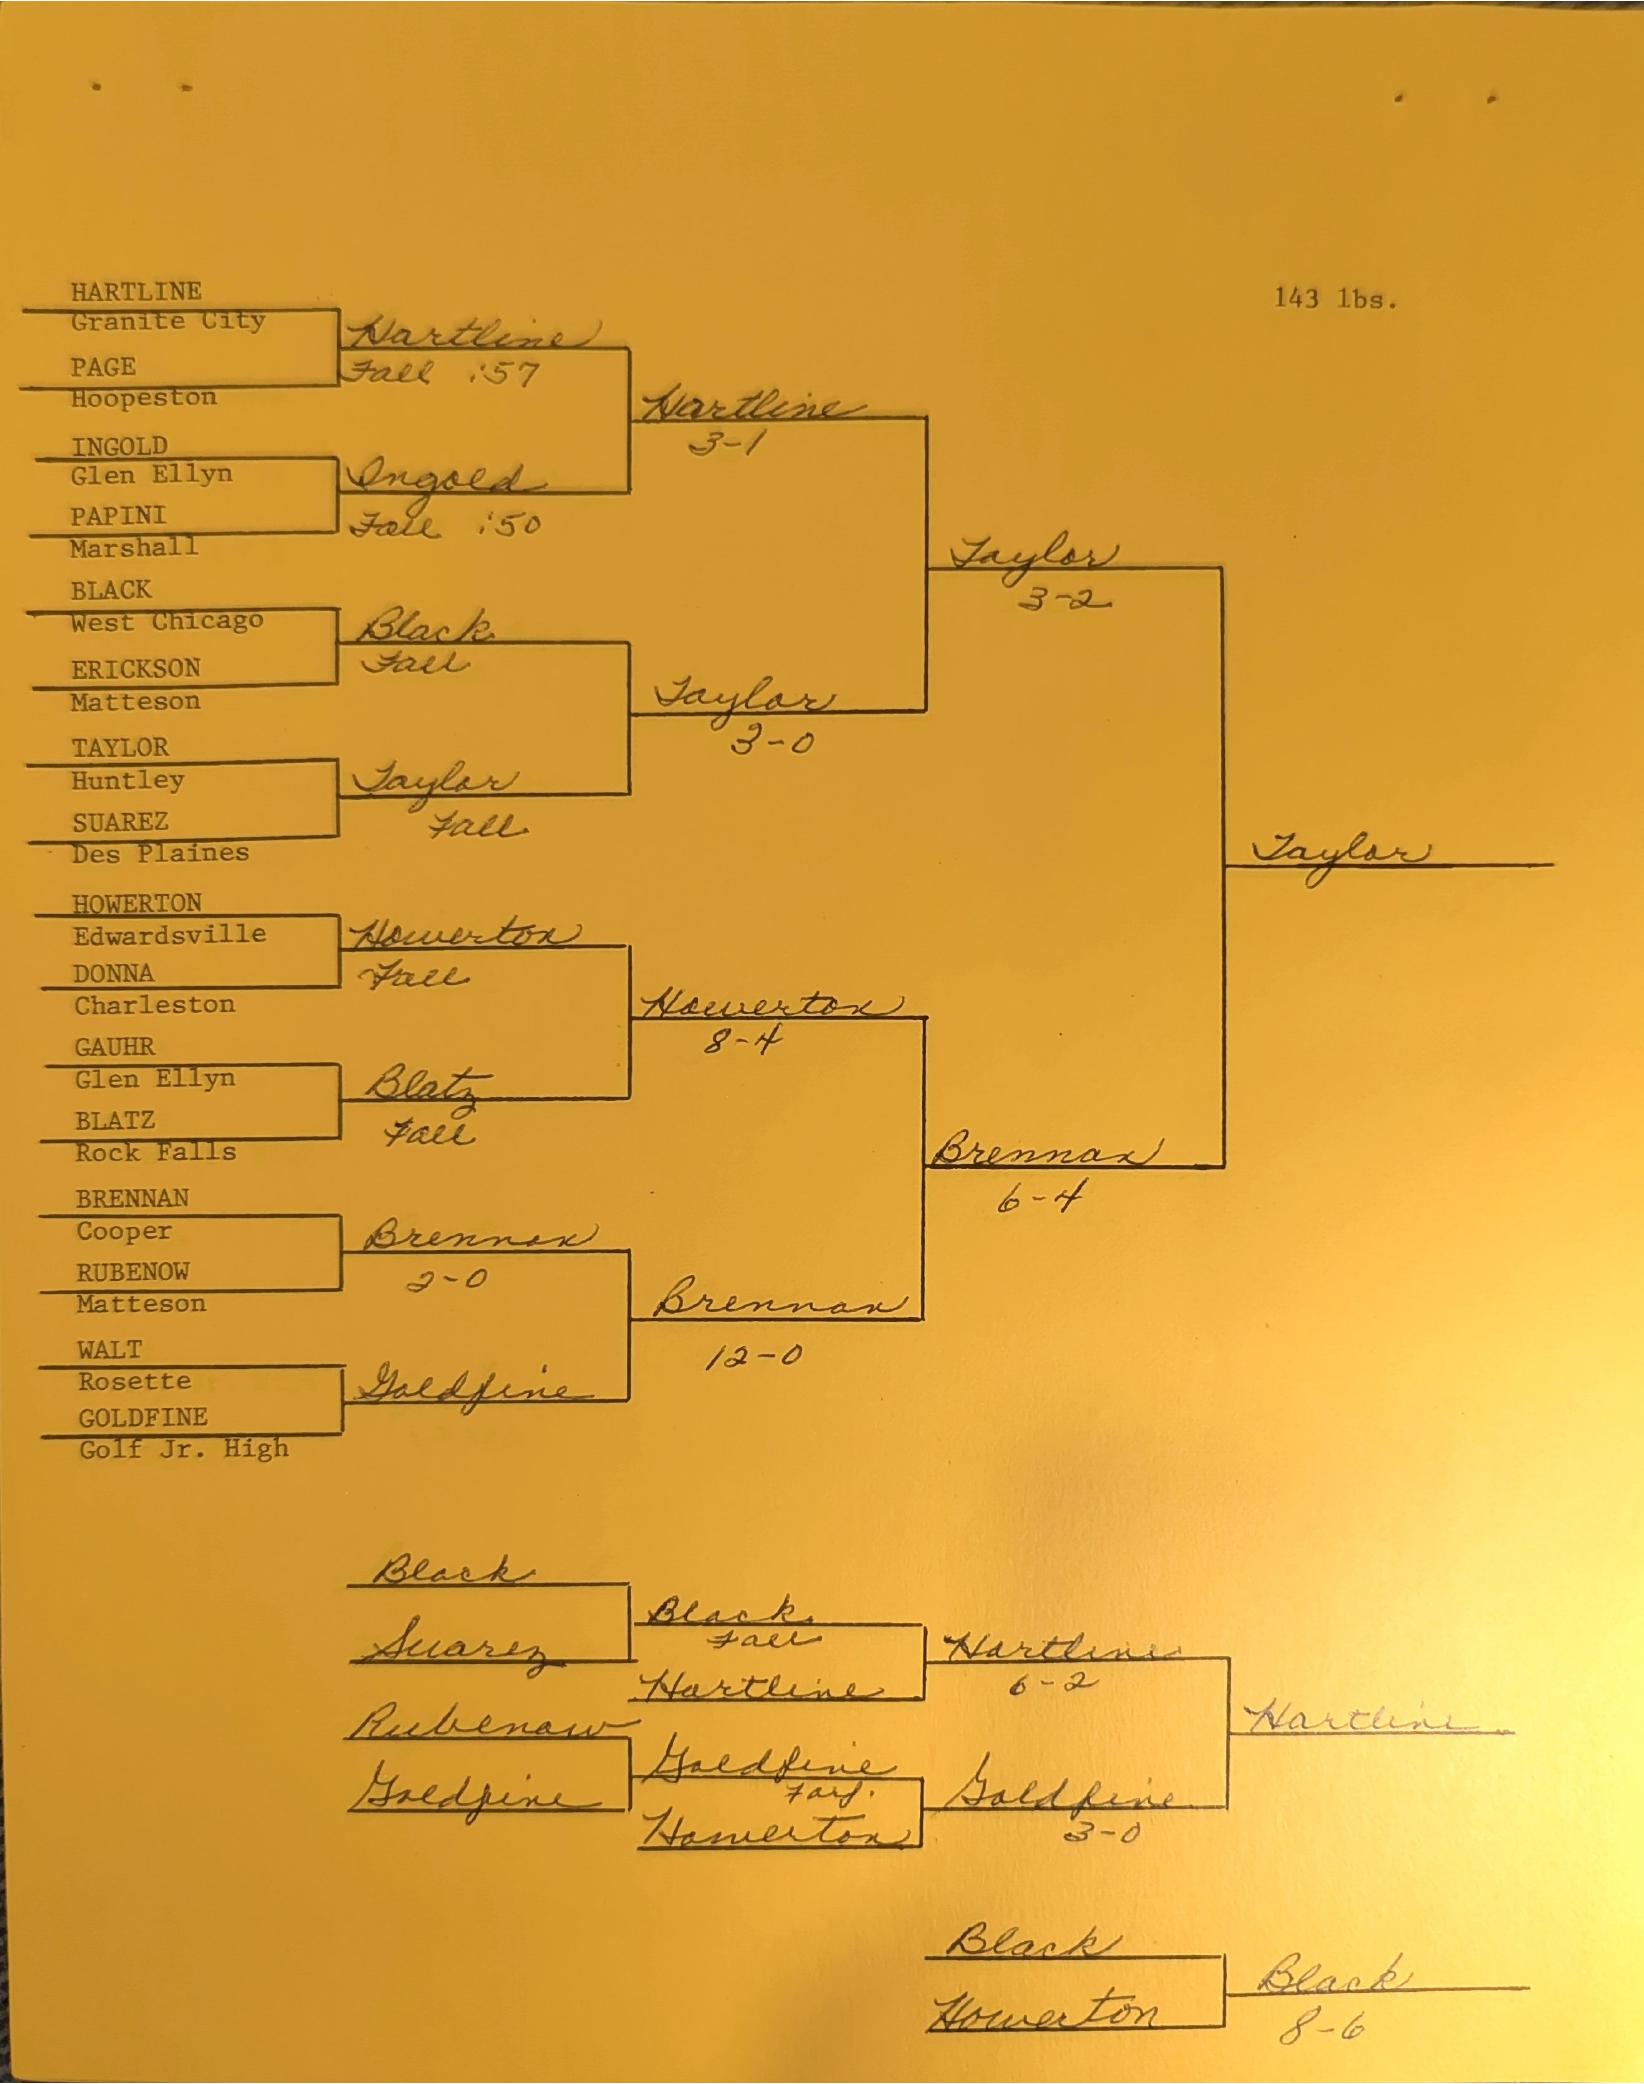 143 lbs.
HARTLINE
Granite City
PAGE
Hoopeston
INGOLD
Glen Ellyn
PAPINI
Marshall
BLACK
West Chicago
ERICKSON
Matteson
TAYLOR
Huntley
SUAREZ
Des Plaines
HOWERTON
Edwardsville
DONNA
Charleston
GAUHR
Glen Ellyn
BLATZ
Rock Falls
BRENNAN
Cooper
RUBENOW
Matteson
WALT
Rosette
GOLDFINE
Golf Jr. High
Hartline
Fall :57
Ingold
Fall :50
Black
Fall
Taylor
Fall
Howerton
Fall
Blatz
Fall
Brennan
2-0
Goldfine
Hartline
3-1
Taylor
3-0
Howerton
8-4
Brennan
12-0
Taylor
3-2
Brennan
6-4
Taylor
Black
Suarez
Rubenow
Goldfine
Black
Fall
Hartline
Goldfine
Forf.
Howerton
Hartline
6-2
Goldfine
3-0
Hartline
Black
Howerton
Black
8-6